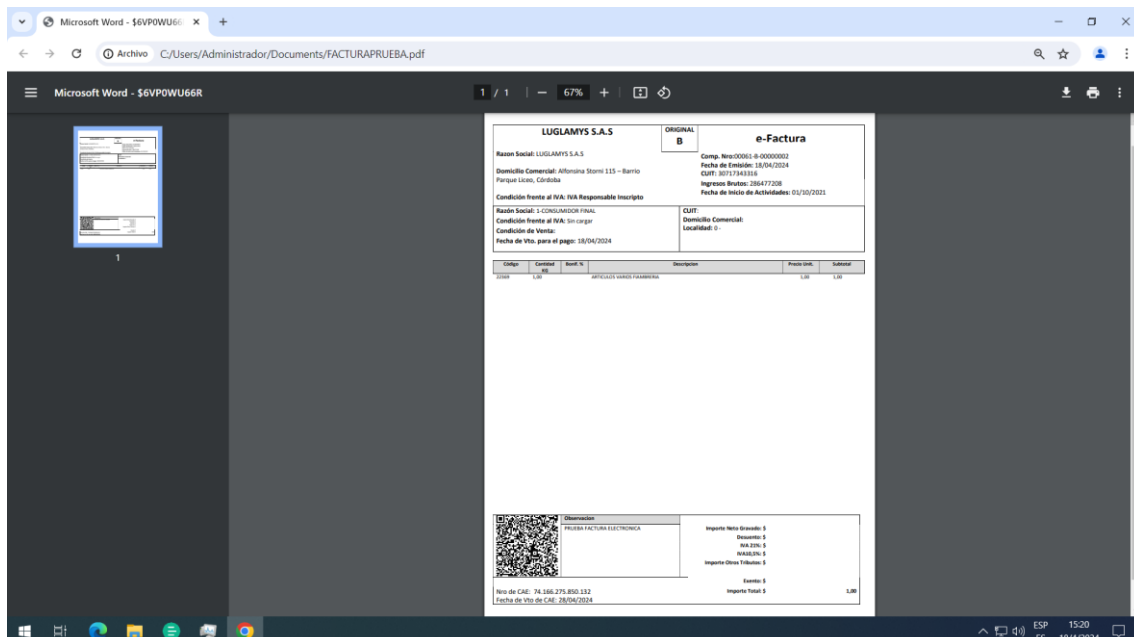 Microsoft Word - $6VP0WU66
Archivo C:/Users/Administrador/Documents/FACTURAPRUEBA.pdf
Microsoft Word - $6VP0WU66R
1 / 1
67%
1
LUGLAMYS S.A.S
ORIGINAL
B
e-Factura
Razon Social: LUGLAMYS S.A.S
Domicilio Comercial: Alfonsina Storni 115 – Barrio
Parque Liceo, Córdoba
Condición frente al IVA: IVA Responsable Inscripto
Comp. Nro:00061-B-00000002
Fecha de Emisión: 18/04/2024
CUIT: 30717343316
Ingresos Brutos: 286477208
Fecha de Inicio de Actividades: 01/10/2021
Razón Social: 1-CONSUMIDOR FINAL
Condición frente al IVA: Sin cargar
Condición de Venta:
Fecha de Vto. para el pago: 18/04/2024
CUIT:
Domicilio Comercial:
Localidad: 0 -
Código Cantidad KG Bonif. % Descripcion Precio Unit. Subtotal
22869 1,00 ARTICULOS VARIOS FIAMBRERIA 1,00 1,00
Observacion
PRUEBA FACTURA ELECTRONICA
Importe Neto Gravado: $
Descuento: $
IVA 21%: $
IVA10,5%: $
Importe Otros Tributos: $
Exento: $
Importe Total: $ 1,00
Nro de CAE: 74.166.275.850.132
Fecha de Vto de CAE: 28/04/2024
ESP
15:20